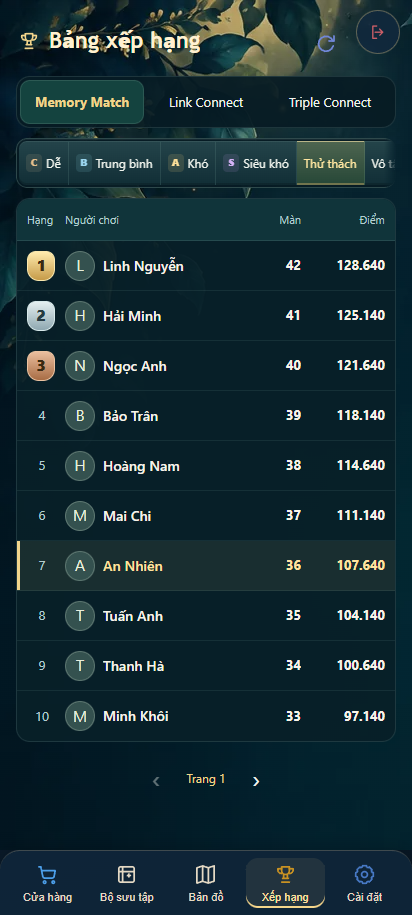 Bảng xếp hạng
Memory Match Link Connect Triple Connect
C Dễ B Trung bình A Khó S Siêu khó Thử thách Vô
Hạng Người chơi Màn Điểm
1 L Linh Nguyễn 42 128.640
2 H Hải Minh 41 125.140
3 N Ngọc Anh 40 121.640
4 B Bảo Trân 39 118.140
5 H Hoàng Nam 38 114.640
6 M Mai Chi 37 111.140
7 A An Nhiên 36 107.640
8 T Tuấn Anh 35 104.140
9 T Thanh Hà 34 100.640
10 M Minh Khôi 33 97.140
‹ Trang 1 ›
Cửa hàng Bộ sưu tập Bản đồ Xếp hạng Cài đặt